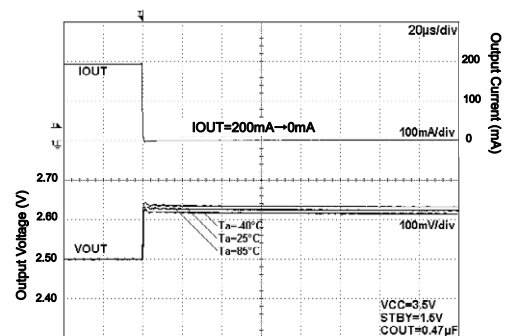 20μs/div
IOUT
200
100
0
Output Current (mA)
IOUT=200mA→0mA
100mA/div
2.70
2.60
2.50
2.40
Output Voltage (V)
Ta=-40°C
Ta=25°C
Ta=85°C
100mV/div
VOUT
VCC=3.5V
STBY=1.5V
COUT=0.47μF